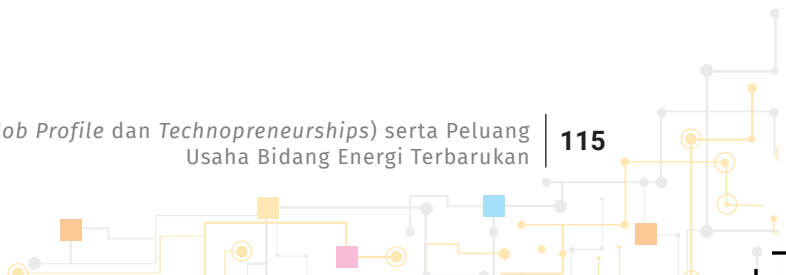 ob Profile dan Technopreneurships) serta Peluang
Usaha Bidang Energi Terbarukan
115